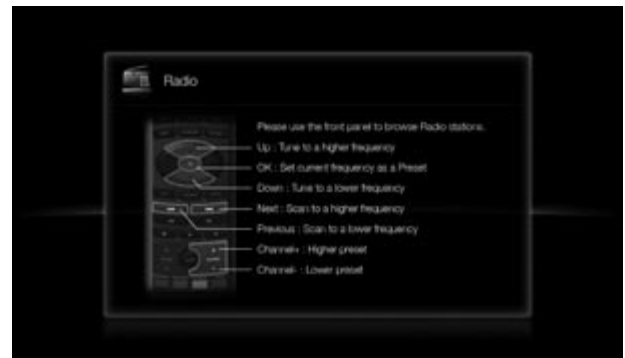 Radio
Please use the front panel to browse Radio stations.
Up : Tune to a higher frequency
OK : Set current frequency as a Preset
Down : Tune to a lower frequency
Next : Scan to a higher frequency
Previous : Scan to a lower frequency
Channel+ : Higher preset
Channel- : Lower preset